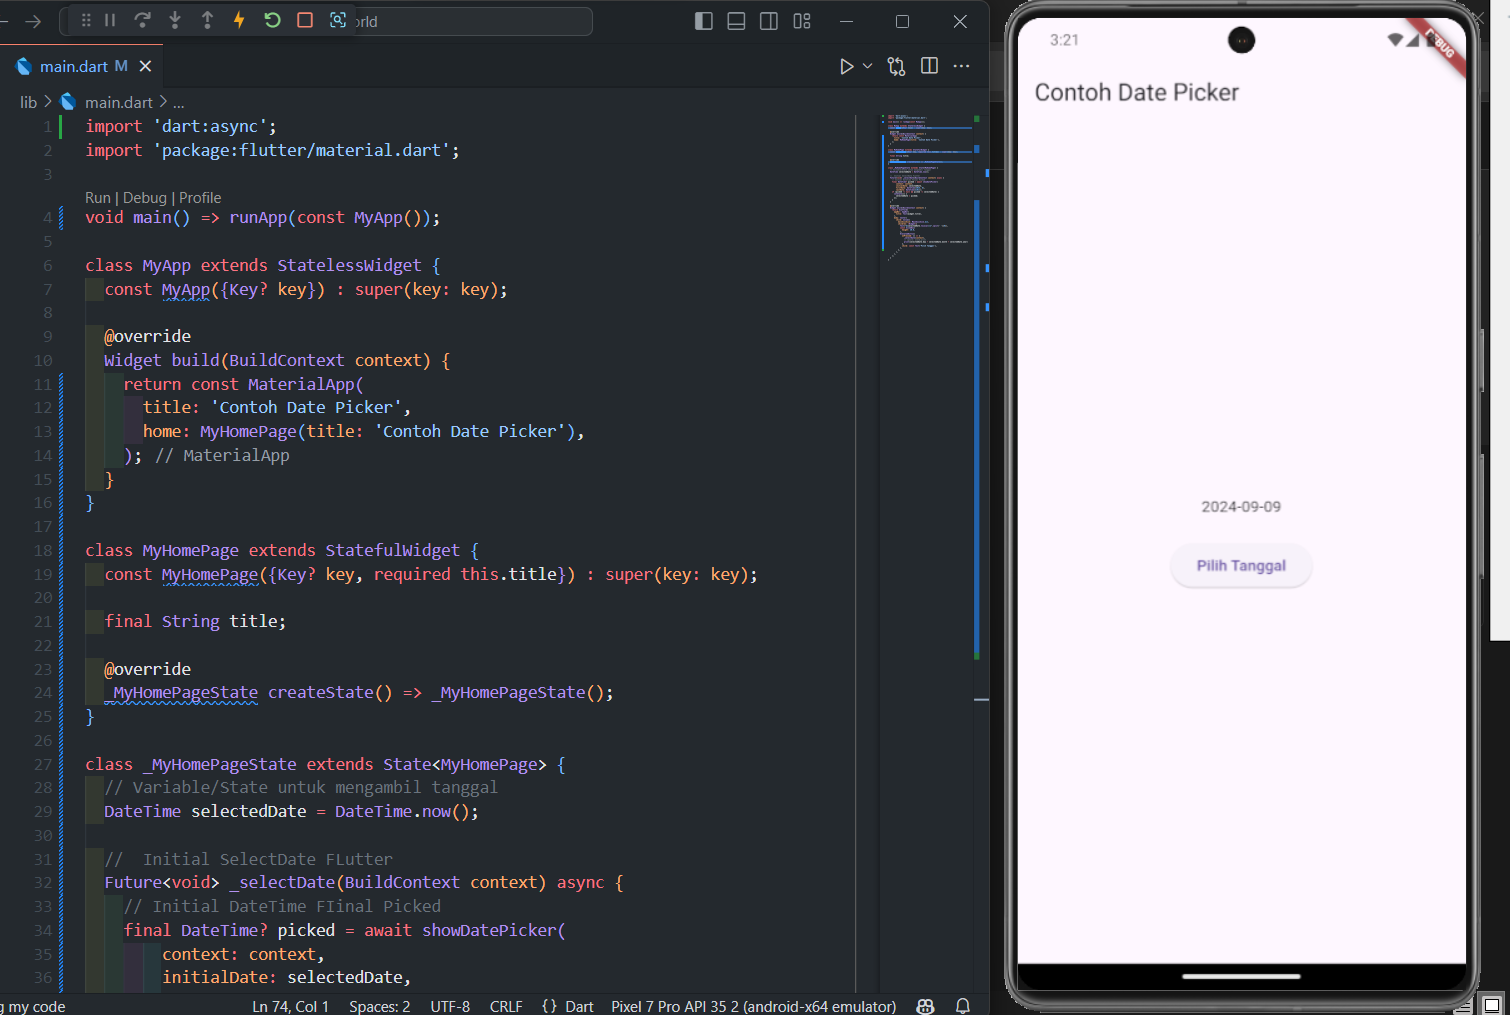 orld
main.dart M
lib > main.dart > ...
1 import 'dart:async';
2 import 'package:flutter/material.dart';
3
Run | Debug | Profile
4 void main() => runApp(const MyApp());
5
6 class MyApp extends StatelessWidget {
7 const MyApp({Key? key}) : super(key: key);
8
9 @override
10 Widget build(BuildContext context) {
11 return const MaterialApp(
12 title: 'Contoh Date Picker',
13 home: MyHomePage(title: 'Contoh Date Picker'),
14 ); // MaterialApp
15 }
16 }
17
18 class MyHomePage extends StatefulWidget {
19 const MyHomePage({Key? key, required this.title}) : super(key: key);
20
21 final String title;
22
23 @override
24 _MyHomePageState createState() => _MyHomePageState();
25 }
26
27 class _MyHomePageState extends State<MyHomePage> {
28 // Variable/State untuk mengambil tanggal
29 DateTime selectedDate = DateTime.now();
30
31 //  Initial SelectDate FLutter
32 Future<void> _selectDate(BuildContext context) async {
33 // Initial DateTime FIinal Picked
34 final DateTime? picked = await showDatePicker(
35 context: context,
36 initialDate: selectedDate,
g my code
Ln 74, Col 1
Spaces: 2
UTF-8
CRLF
{} Dart
Pixel 7 Pro API 35 2 (android-x64 emulator)
3:21
DEBUG
Contoh Date Picker
2024-09-09
Pilih Tanggal